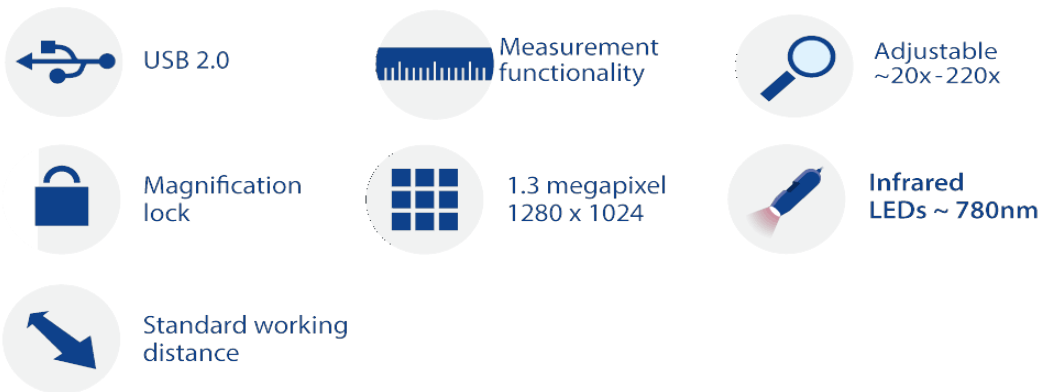 USB 2.0
Measurement
functionality
Adjustable
~20x-220x
Magnification
lock
1.3 megapixel
1280 x 1024
Infrared
LEDs ~ 780nm
Standard working
distance